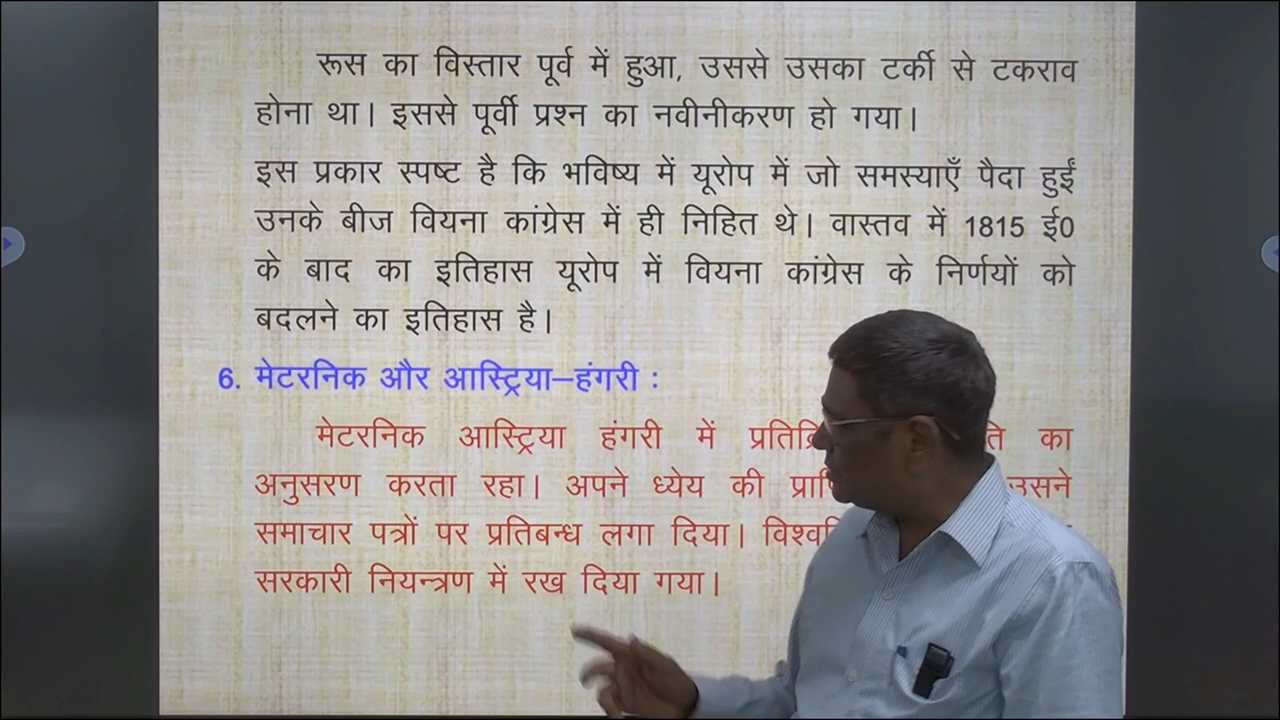 रूस का विस्तार पूर्व में हुआ, उससे उसका टर्की से टकराव
होना था। इससे पूर्वी प्रश्न का नवीनीकरण हो गया।
इस प्रकार स्पष्ट है कि भविष्य में यूरोप में जो समस्याएँ पैदा हुईं
उनके बीज वियना कांग्रेस में ही निहित थे। वास्तव में 1815 ई0
के बाद का इतिहास यूरोप में वियना कांग्रेस के निर्णयों को
बदलने का इतिहास है।
6. मेटरनिक और आस्ट्रिया–हंगरी :
मेटरनिक आस्ट्रिया हंगरी में का
अनुसरण करता रहा। अपने ध्येय की उसने
समाचार पत्रों पर प्रतिबन्ध लगा दिया।
सरकारी नियन्त्रण में रख दिया गया।